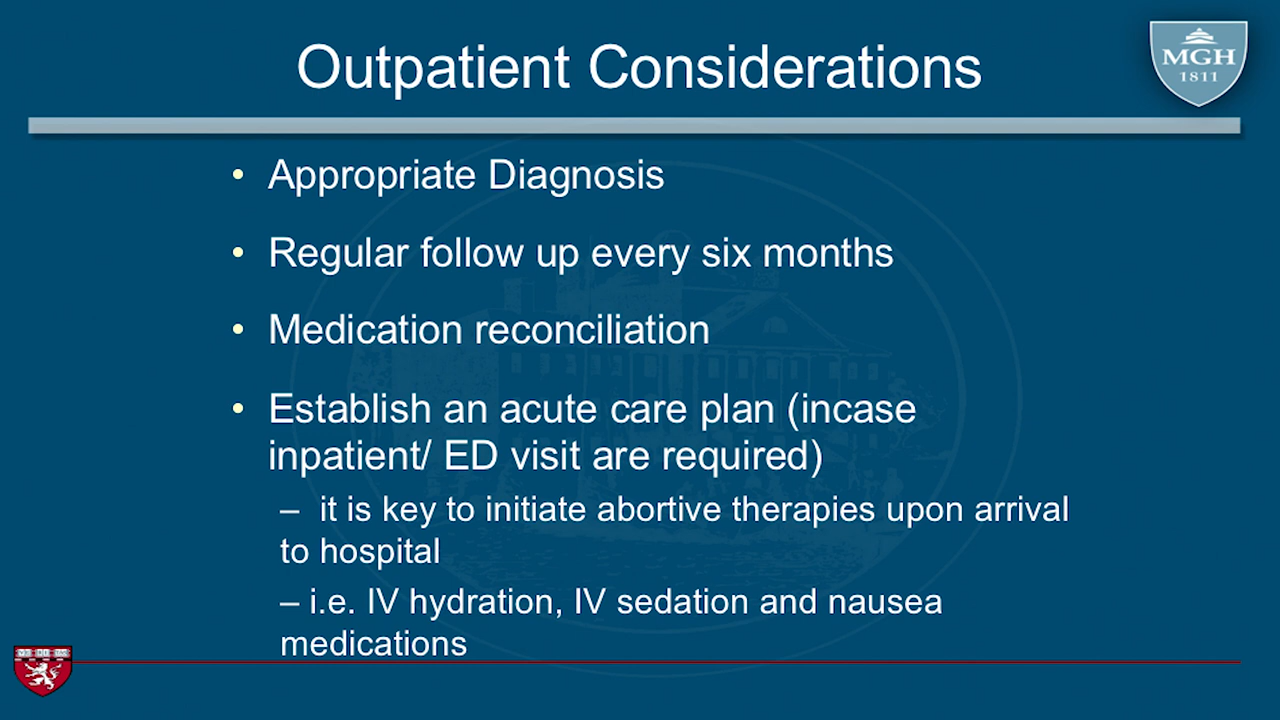 Outpatient Considerations
MGH
1811
• Appropriate Diagnosis
• Regular follow up every six months
• Medication reconciliation
• Establish an acute care plan (incase
inpatient/ ED visit are required)
– it is key to initiate abortive therapies upon arrival
to hospital
– i.e. IV hydration, IV sedation and nausea
medications